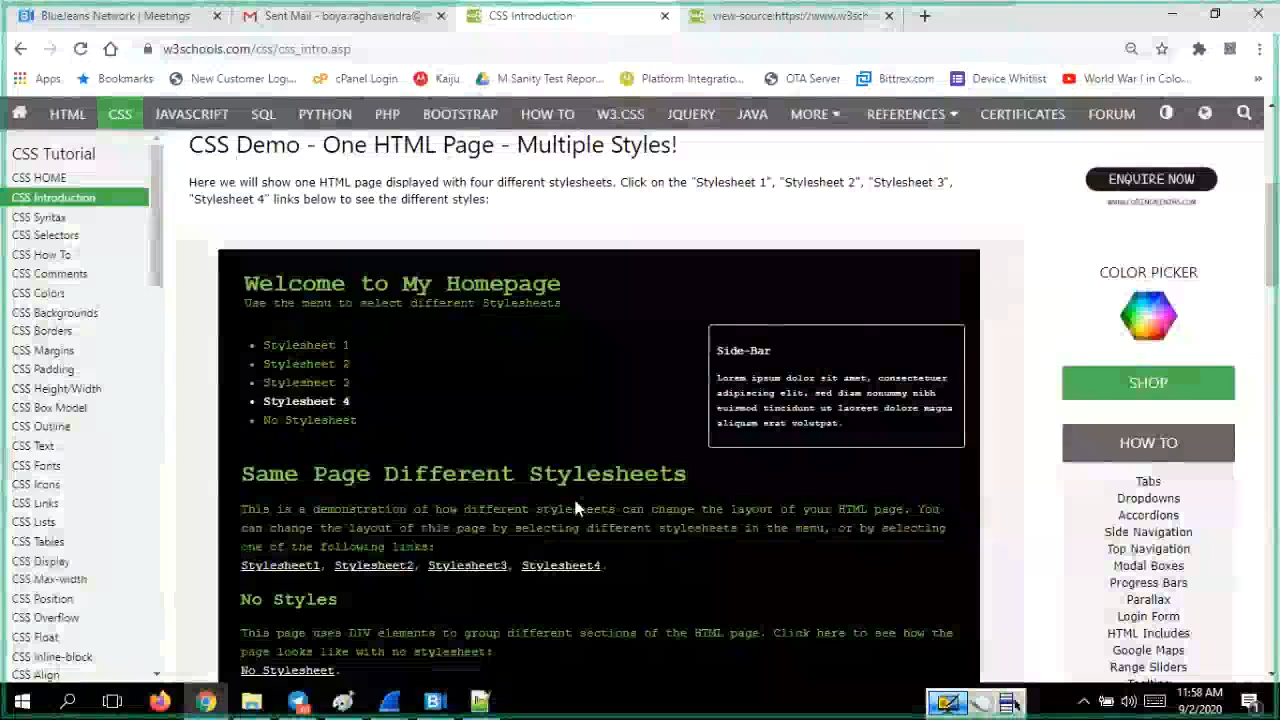 BlueJeans Network | Meetings
Sent Mail - boya.raghavendra@
CSS Introduction
view-source:https://www.w3sch
w3schools.com/css/css_intro.asp
Apps
Bookmarks
New Customer Log...
cPanel Login
Kaiju
M Sanity Test Repor...
Platform Integratio...
OTA Server
Bittrex.com
Device Whitlist
World War I in Colo...
HTML
CSS
JAVASCRIPT
SQL
PYTHON
PHP
BOOTSTRAP
HOW TO
W3.CSS
JQUERY
JAVA
MORE
REFERENCES
CERTIFICATES
FORUM
CSS Tutorial
CSS HOME
CSS Introduction
CSS Syntax
CSS Selectors
CSS How To
CSS Comments
CSS Colors
CSS Backgrounds
CSS Borders
CSS Margins
CSS Padding
CSS Height/Width
CSS Box Model
CSS Outline
CSS Text
CSS Fonts
CSS Icons
CSS Links
CSS Lists
CSS Tables
CSS Display
CSS Max-width
CSS Position
CSS Overflow
CSS Float
CSS Inline-block
CSS Align
CSS Demo - One HTML Page - Multiple Styles!
Here we will show one HTML page displayed with four different stylesheets. Click on the "Stylesheet 1", "Stylesheet 2", "Stylesheet 3",
"Stylesheet 4" links below to see the different styles:
Welcome to My Homepage
Use the menu to select different Stylesheets
Stylesheet 1
Stylesheet 2
Stylesheet 3
Stylesheet 4
No Stylesheet
Side-Bar
Lorem ipsum dolor sit amet, consectetuer
adipiscing elit, sed diam nonummy nibh
euismod tincidunt ut laoreet dolore magna
aliquam erat volutpat.
Same Page Different Stylesheets
This is a demonstration of how different stylesheets can change the layout of your HTML page. You
can change the layout of this page by selecting different stylesheets in the menu, or by selecting
one of the following links:
Stylesheet1, Stylesheet2, Stylesheet3, Stylesheet4.
No Styles
This page uses DIV elements to group different sections of the HTML page. Click here to see how the
page looks like with no stylesheet:
No Stylesheet.
ENQUIRE NOW
COLOR PICKER
SHOP
HOW TO
Tabs
Dropdowns
Accordions
Side Navigation
Top Navigation
Modal Boxes
Progress Bars
Parallax
Login Form
HTML Includes
Google Maps
Range Sliders
11:58 AM
9/2/2020